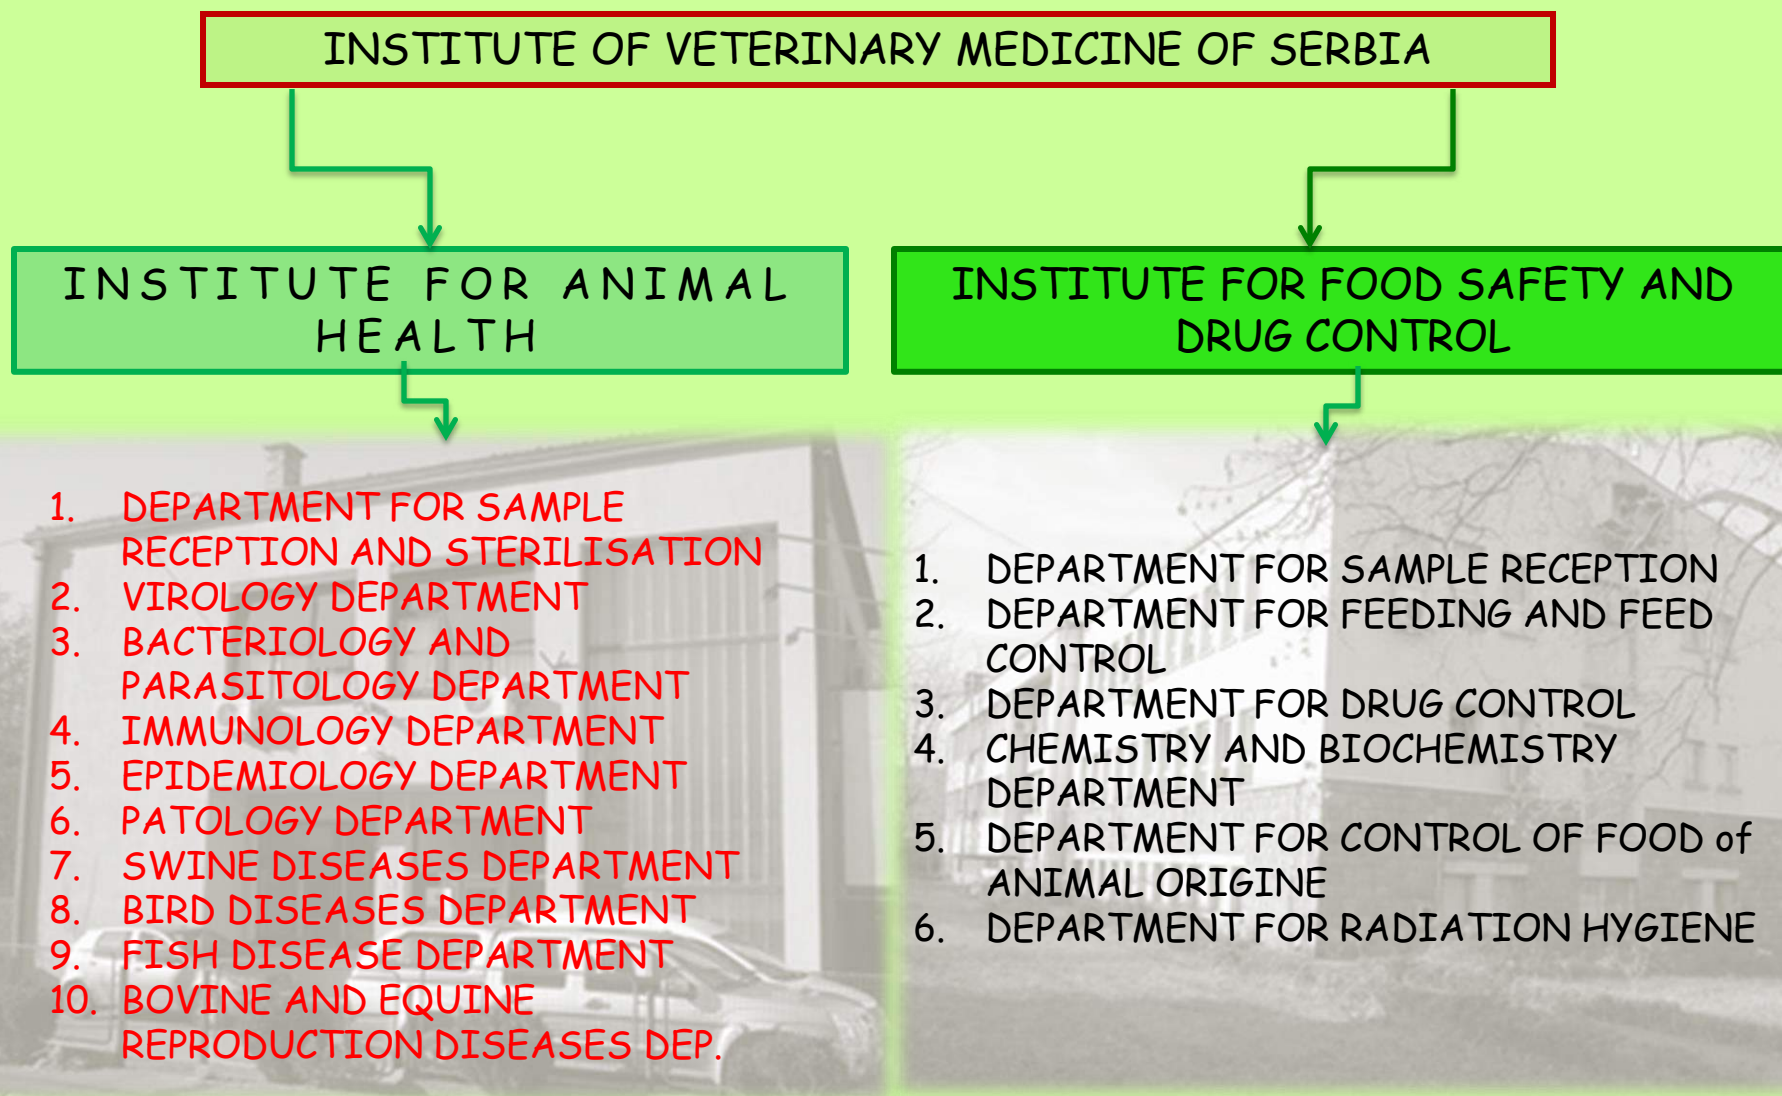 INSTITUTE OF VETERINARY MEDICINE OF SERBIA
INSTITUTE FOR ANIMAL
HEALTH
INSTITUTE FOR FOOD SAFETY AND
DRUG CONTROL
1. DEPARTMENT FOR SAMPLE
RECEPTION AND STERILISATION
2. VIROLOGY DEPARTMENT
3. BACTERIOLOGY AND
PARASITOLOGY DEPARTMENT
4. IMMUNOLOGY DEPARTMENT
5. EPIDEMIOLOGY DEPARTMENT
6. PATOLOGY DEPARTMENT
7. SWINE DISEASES DEPARTMENT
8. BIRD DISEASES DEPARTMENT
9. FISH DISEASE DEPARTMENT
10. BOVINE AND EQUINE
REPRODUCTION DISEASES DEP.
1. DEPARTMENT FOR SAMPLE RECEPTION
2. DEPARTMENT FOR FEEDING AND FEED
CONTROL
3. DEPARTMENT FOR DRUG CONTROL
4. CHEMISTRY AND BIOCHEMISTRY
DEPARTMENT
5. DEPARTMENT FOR CONTROL OF FOOD of
ANIMAL ORIGINE
6. DEPARTMENT FOR RADIATION HYGIENE